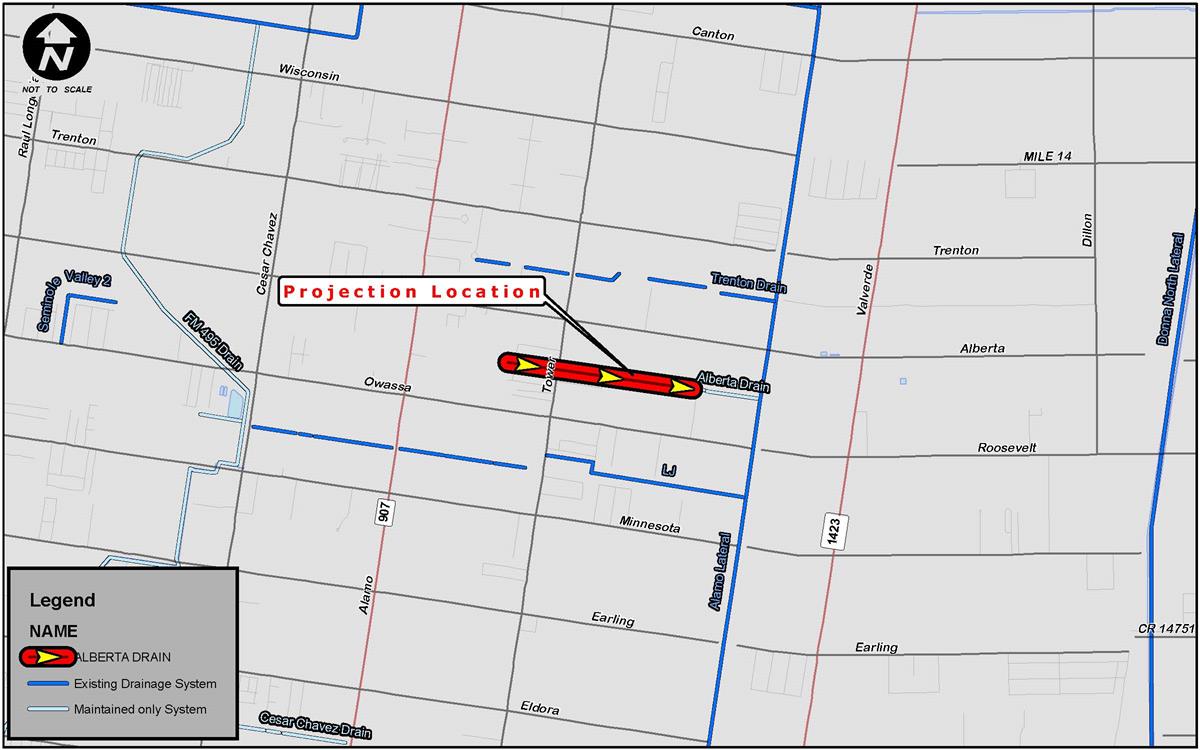 Canton
N
Wisconsin
NOT TO SCALE
Trenton
MILE 14
Cesar Chavez
Dillon
Trenton
Donna North Lateral
Valverde
Seminole
Valley 2
Trenton Drain
Projection Location
FM 495 Drain
Alberta
Tower
Owassa
Alberta Drain
Roosevelt
LJ
907
Minnesota
1423
Alamo Lateral
Alamo
Earling
CR 14751
Earling
Eldora
Cesar Chavez Drain
Legend
NAME
ALBERTA DRAIN
Existing Drainage System
Maintained only System